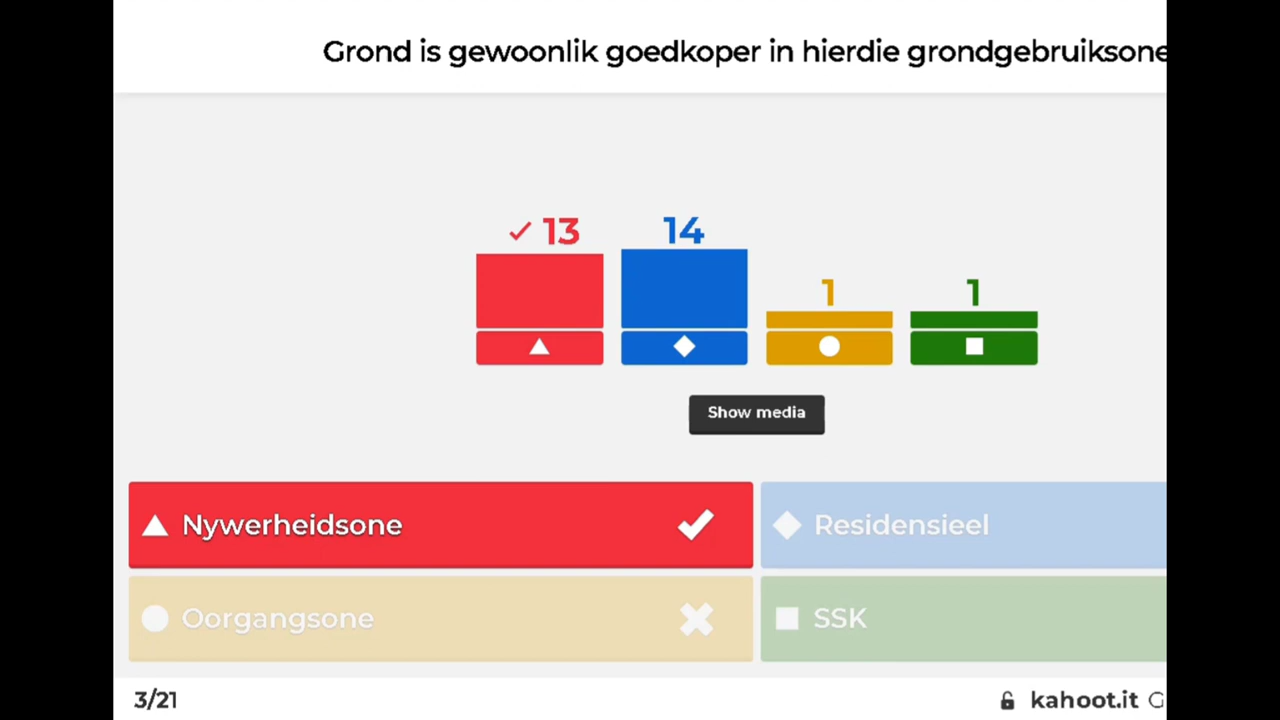 Grond is gewoonlik goedkoper in hierdie grondgebruiksone
13 14 1 1
Show media
Nywerheidsone Residensieel
Oorgangsone SSK
3/21 kahoot.it G